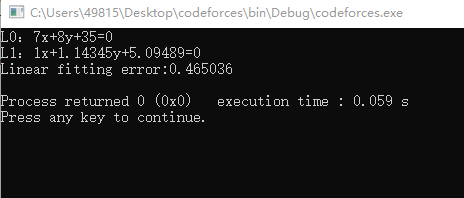 C:\Users\49815\Desktop\codeforces\bin\Debug\codeforces.exe
L0：7x+8y+35=0
L1：1x+1.14345y+5.09489=0
Linear fitting error:0.465036
Process returned 0 (0x0)   execution time : 0.059 s
Press any key to continue.